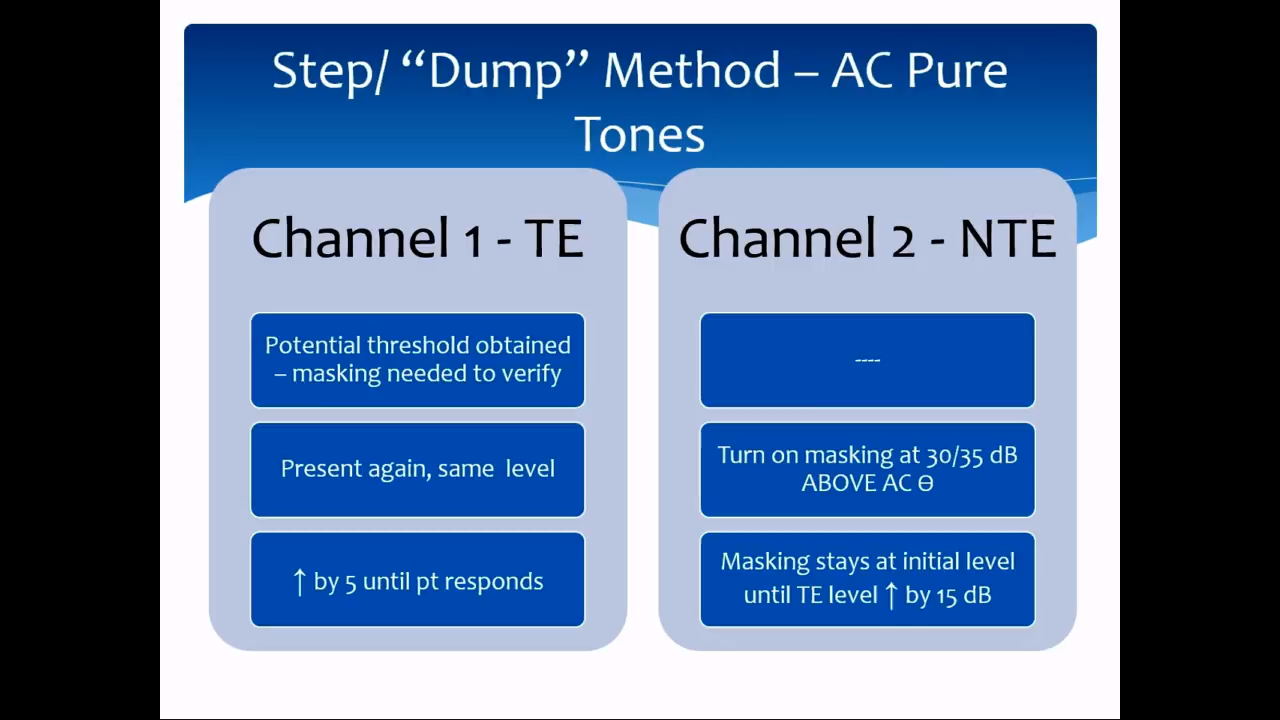 Step/ “Dump” Method – AC Pure
Tones
Channel 1 - TE
Potential threshold obtained
– masking needed to verify
Present again, same  level
↑ by 5 until pt responds
Channel 2 - NTE
----
Turn on masking at 30/35 dB
ABOVE AC Ɵ
Masking stays at initial level
until TE level ↑ by 15 dB